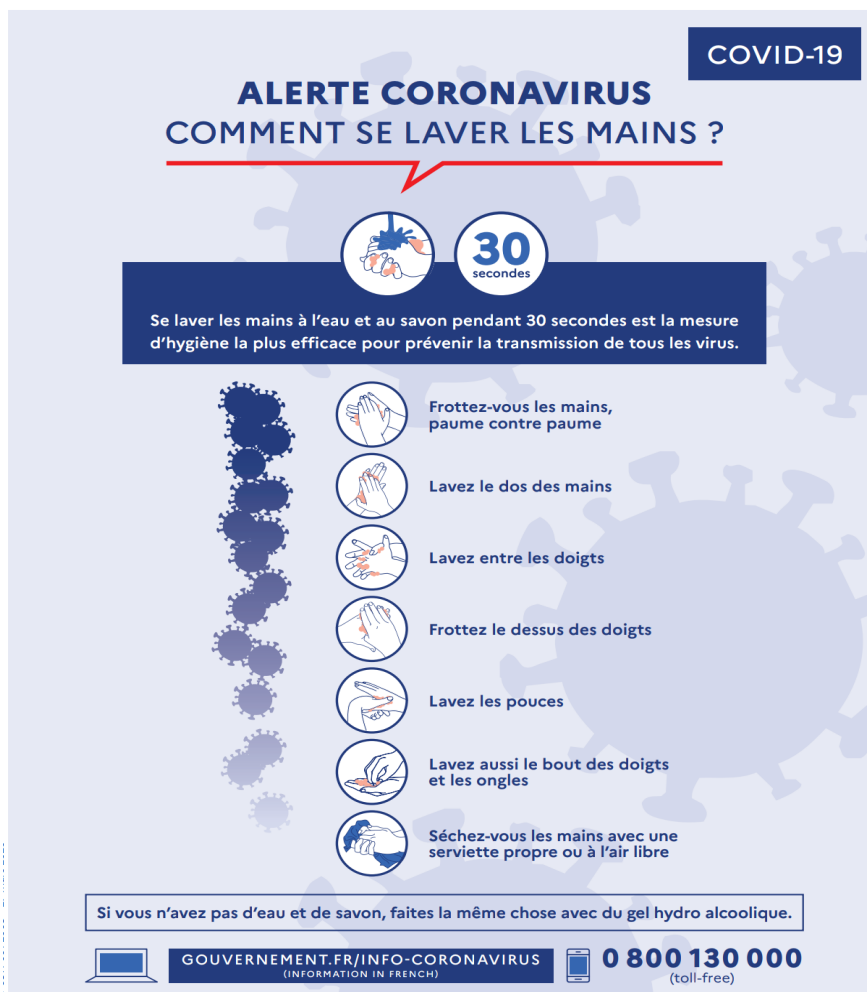 COVID-19
ALERTE CORONAVIRUS
COMMENT SE LAVER LES MAINS ?
30
secondes
Se laver les mains à l’eau et au savon pendant 30 secondes est la mesure
d’hygiène la plus efficace pour prévenir la transmission de tous les virus.
Frottez-vous les mains,
paume contre paume
Lavez le dos des mains
Lavez entre les doigts
Frottez le dessus des doigts
Lavez les pouces
Lavez aussi le bout des doigts
et les ongles
Séchez-vous les mains avec une
serviette propre ou à l’air libre
Si vous n’avez pas d’eau et de savon, faites la même chose avec du gel hydro alcoolique.
GOUVERNEMENT.FR/INFO-CORONAVIRUS
(INFORMATION IN FRENCH)
0 800 130 000
(toll-free)